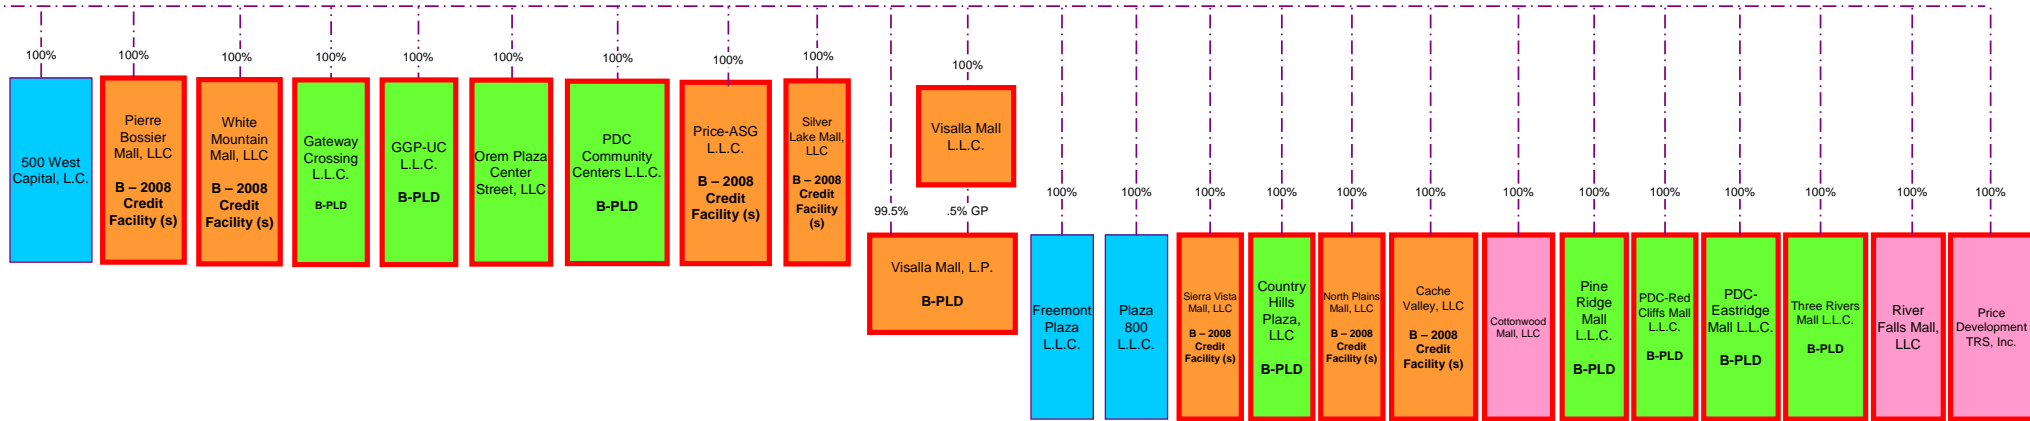 100%
500 West
Capital, L.C.
100%
Pierre
Bossier
Mall, LLC
B – 2008
Credit
Facility (s)
100%
White
Mountain
Mall, LLC
B – 2008
Credit
Facility (s)
100%
Gateway
Crossing
L.L.C.
B-PLD
100%
GGP-UC
L.L.C.
B-PLD
100%
Orem Plaza
Center
Street, LLC
100%
PDC
Community
Centers L.L.C.
B-PLD
100%
Price-ASG
L.L.C.
B – 2008
Credit
Facility (s)
100%
Silver
Lake Mall,
LLC
B – 2008
Credit
Facility
(s)
100%
Visalla Mall
L.L.C.
99.5%
.5% GP
Visalla Mall, L.P.
B-PLD
100%
Freemont
Plaza
L.L.C.
100%
Plaza
800
L.L.C.
100%
Sierra Vista
Mall, LLC
B – 2008
Credit
Facility (s)
100%
Country
Hills
Plaza,
LLC
B-PLD
100%
North Plains
Mall, LLC
B – 2008
Credit
Facility (s)
100%
Cache
Valley, LLC
B – 2008
Credit
Facility (s)
100%
Cottonwood
Mall, LLC
100%
Pine
Ridge
Mall
L.L.C.
B-PLD
100%
PDC-Red
Cliffs Mall
L.L.C.
B-PLD
100%
PDC-
Eastridge
Mall L.L.C.
B-PLD
100%
Three Rivers
Mall L.L.C.
B-PLD
100%
River
Falls Mall,
LLC
100%
Price
Development
TRS, Inc.